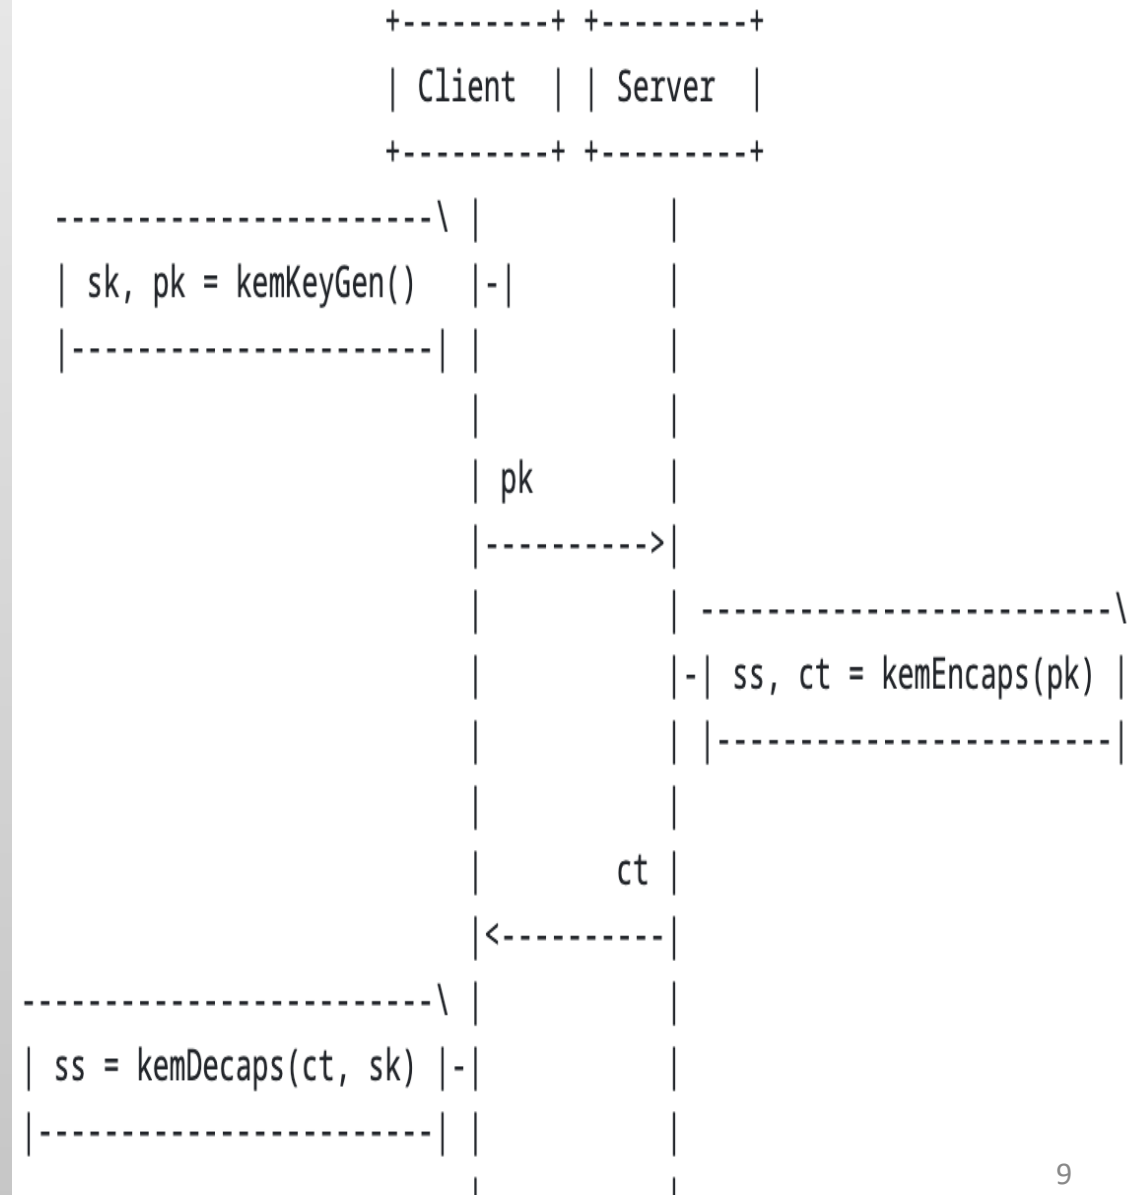 +---------+ +---------+
| Client  | | Server  |
+---------+ +---------+
-----------------------\ |           |
| sk, pk = kemKeyGen()   |-|         |
|----------------------| |           |
|           |
| pk        |
|---------->|
|           | -------------------------\
|           |-| ss, ct = kemEncaps(pk) |
|           | |------------------------|
|           |
|        ct |
|<----------|
-------------------------\ |           |
| ss = kemDecaps(ct, sk) |-|           |
|------------------------| |           |
|           |
9